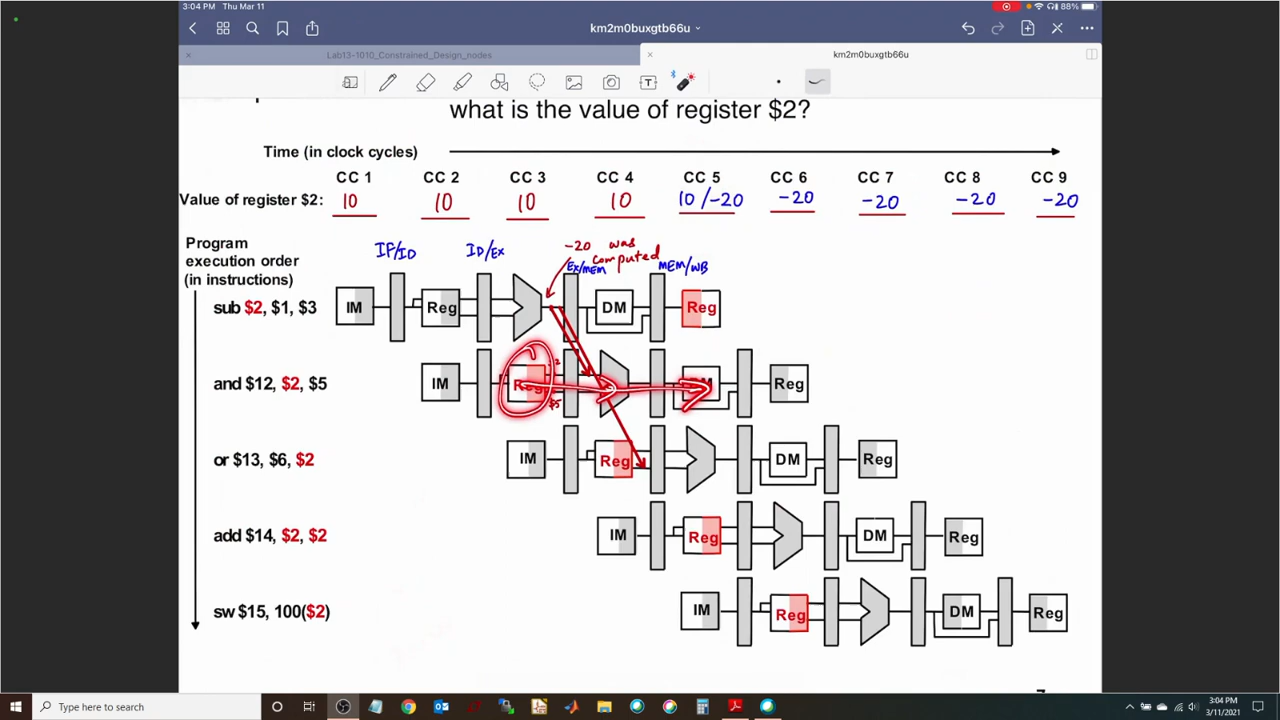 3:04 PM Thu Mar 11
88%
km2m0buxgtb66u
Lab13-1010_Constrained_Design_nodes
km2m0buxgtb66u
what is the value of register $2?
Time (in clock cycles)
CC 1 CC 2 CC 3 CC 4 CC 5 CC 6 CC 7 CC 8 CC 9
Value of register $2: 10 10 10 10 10/-20 -20 -20 -20 -20
Program
execution order
(in instructions)
IF/ID ID/EX Ex/MEM MEM/WB
-20 was
computed
sub $2, $1, $3 IM Reg DM Reg
and $12, $2, $5 IM Reg DM Reg
$5
or $13, $6, $2 IM Reg DM Reg
add $14, $2, $2 IM Reg DM Reg
sw $15, 100($2) IM Reg DM Reg
Type here to search
3:04 PM
3/11/2021